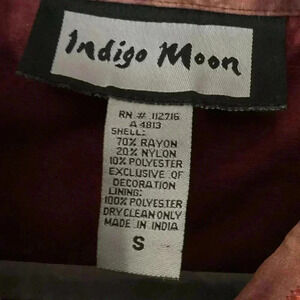 Indigo Moon
RN # 112716
A 4813
SHELL:
70% RAYON
20% NYLON
10% POLYESTER
EXCLUSIVE OF
DECORATION
LINING:
100% POLYESTER
DRY CLEAN ONLY
MADE IN INDIA
S